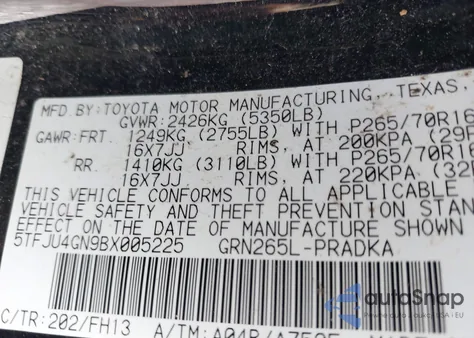 MFD BY: TOYOTA MOTOR MANUFACTURING, TEXAS,
GVWR: 2426KG (5350LB)
GAWR: FRT. 1249KG (2755LB) WITH P265/70R16
16X7JJ RIMS, AT 200KPA (29
RR. 1410KG (3110LB) WITH P265/70R16
16X7JJ RIMS, AT 220KPA (32
THIS VEHICLE CONFORMS TO ALL APPLICABLE
VEHICLE SAFETY AND THEFT PREVENTION STAN
EFFECT ON THE DATE OF MANUFACTURE SHOWN
5TFJU4GN9BX005225 GRN265L-PRADKA
autoSnap
C/TR: 202/FH13 A/TM: